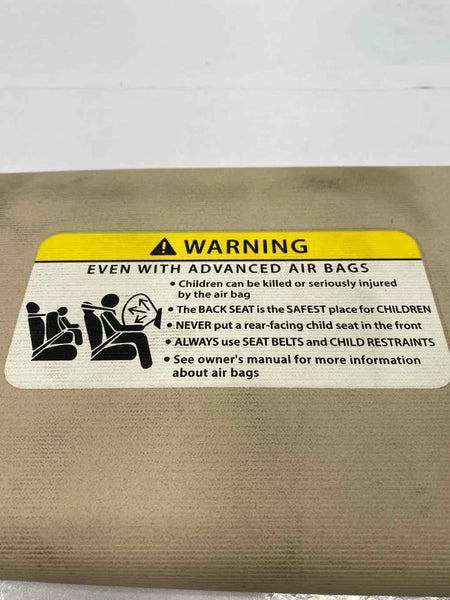 WARNING
EVEN WITH ADVANCED AIR BAGS
• Children can be killed or seriously injured
by the air bag
• The BACK SEAT is the SAFEST place for CHILDREN
• NEVER put a rear-facing child seat in the front
• ALWAYS use SEAT BELTS and CHILD RESTRAINTS
• See owner's manual for more information
about air bags